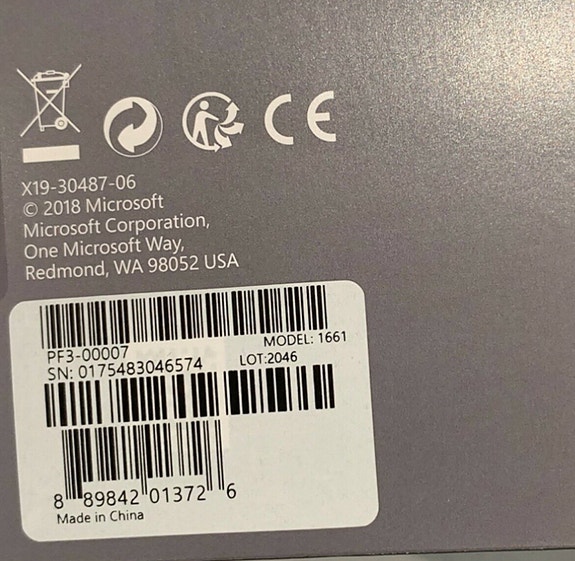 CE
X19-30487-06
© 2018 Microsoft
Microsoft Corporation,
One Microsoft Way,
Redmond, WA 98052 USA
PF3-00007
MODEL: 1661
SN: 0175483046574
LOT:2046
8 89842 01372 6
Made in China